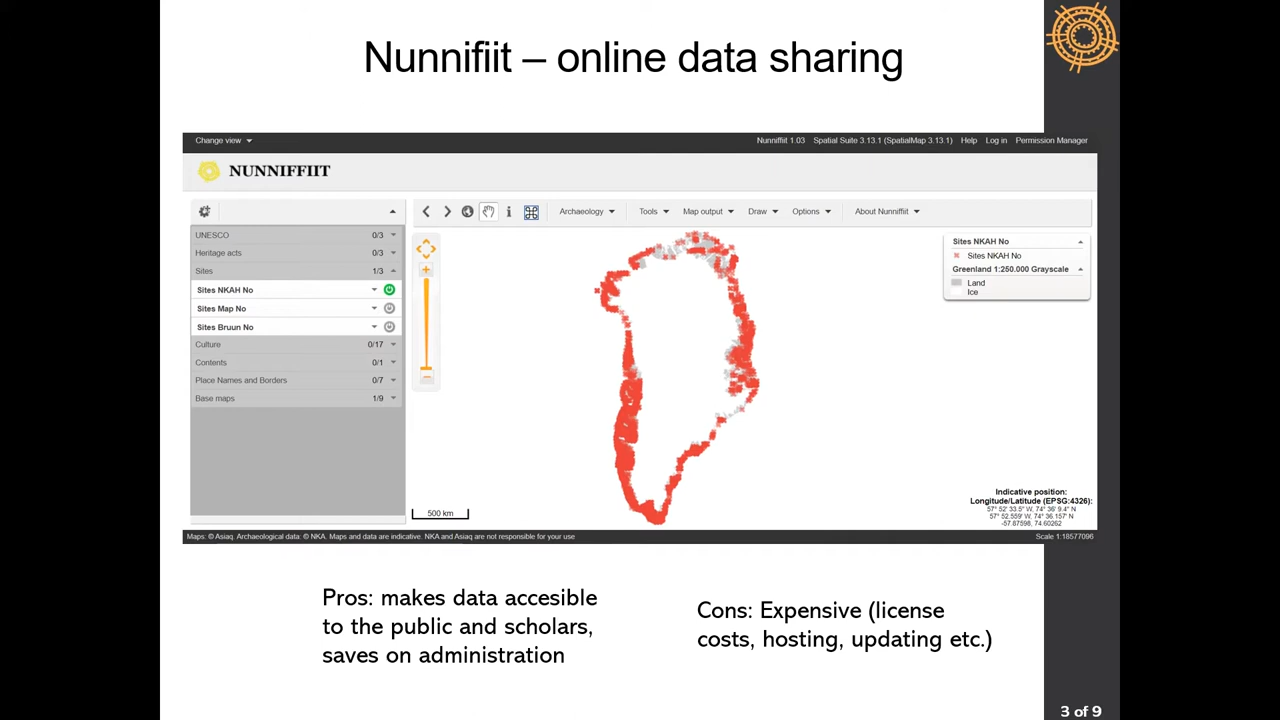 Nunnifiit – online data sharing
Change view
Nunniffiit 1.03 Spatial Suite 3.13.1 (SpatialMap 3.13.1) Help Log in Permission Manager
NUNNIFFIIT
Archaeology Tools Map output Draw Options About Nunniffiit
UNESCO 0/3
Heritage acts 0/3
Sites 1/3
Sites NKAH No
Sites Map No
Sites Bruun No
Culture 0/17
Contents 0/1
Place Names and Borders 0/7
Base maps 1/9
Sites NKAH No
Sites NKAH No
Greenland 1:250.000 Grayscale
Land
Ice
500 km
Indicative position:
Longitude/Latitude (EPSG:4326):
57° 52' 33.5" W, 74° 36' 9.4" N
57° 52,559' W, 74° 36,157' N
-57.87598, 74.60262
Maps: © Asiaq. Archaeological data: © NKA. Maps and data are indicative. NKA and Asiaq are not responsible for your use
Scale 1:18577096
Pros: makes data accesible
to the public and scholars,
saves on administration
Cons: Expensive (license
costs, hosting, updating etc.)
3 of 9